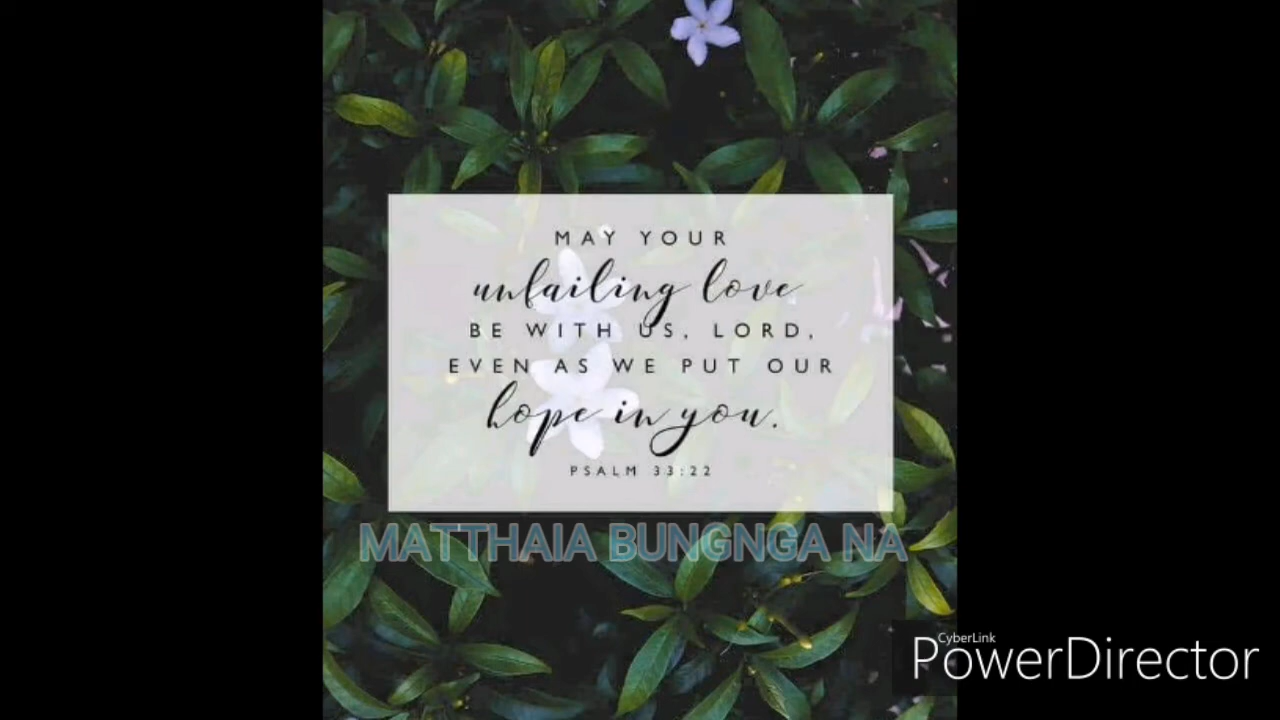 MAY YOUR
unfailing love
BE WITH US, LORD,
EVEN AS WE PUT OUR
hope in you.
PSALM 33:22
MATTHAIA BUNGNGA NA
CyberLink
PowerDirector